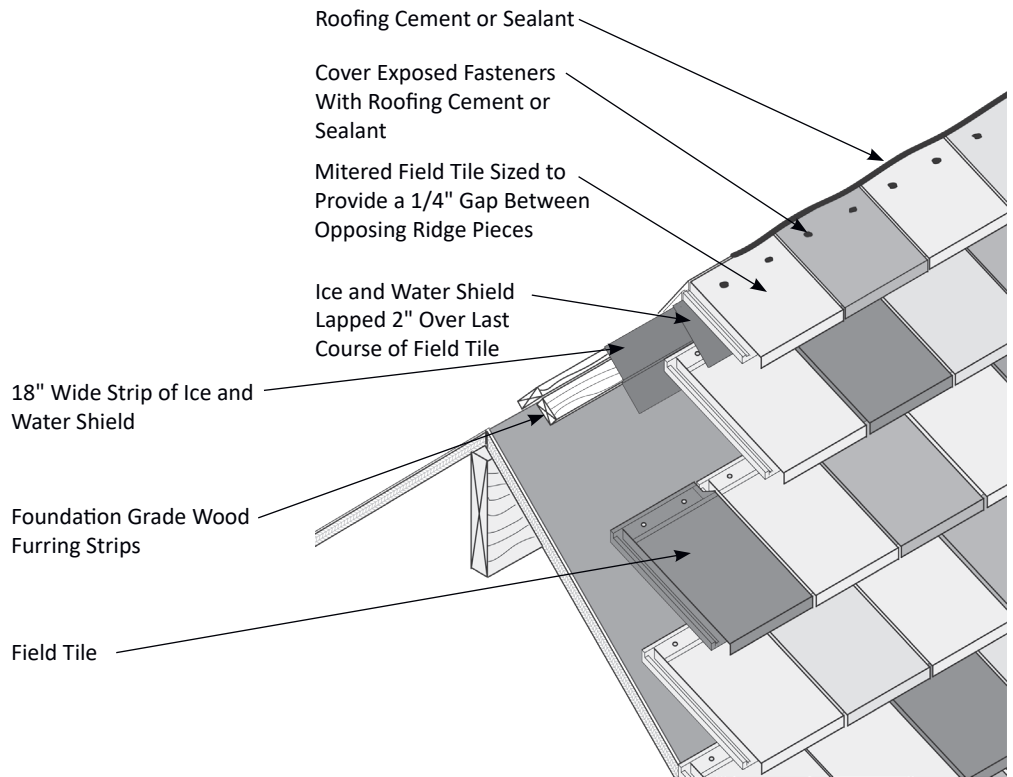 Roofing Cement or Sealant
Cover Exposed Fasteners
With Roofing Cement or
Sealant
Mitered Field Tile Sized to
Provide a 1/4" Gap Between
Opposing Ridge Pieces
Ice and Water Shield
Lapped 2" Over Last
Course of Field Tile
18" Wide Strip of Ice and
Water Shield
Foundation Grade Wood
Furring Strips
Field Tile